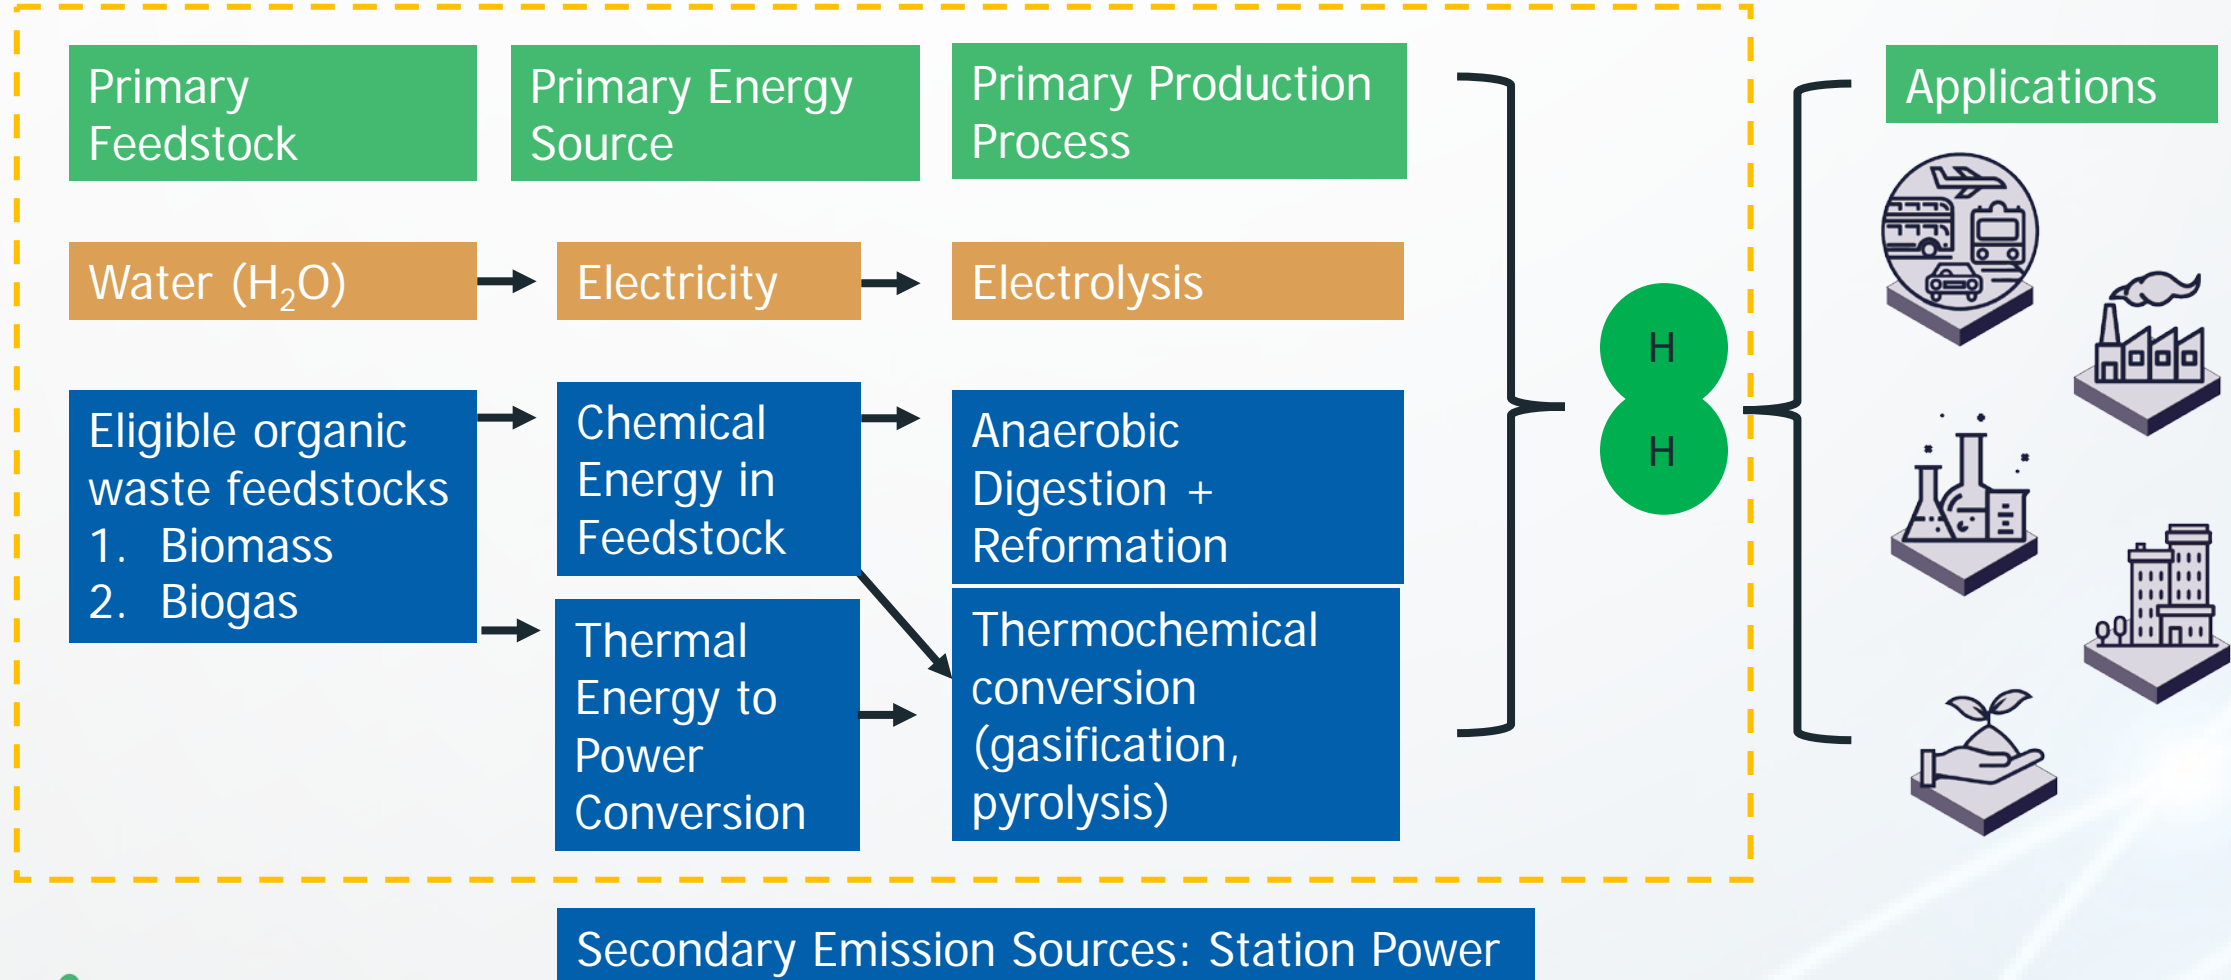 Primary
Feedstock
Primary Energy
Source
Primary Production
Process
Applications
Water (H₂O)
Electricity
Electrolysis
Eligible organic
waste feedstocks
1. Biomass
2. Biogas
Chemical
Energy in
Feedstock
Anaerobic
Digestion +
Reformation
Thermal
Energy to
Power
Conversion
Thermochemical
conversion
(gasification,
pyrolysis)
H
H
Secondary Emission Sources: Station Power